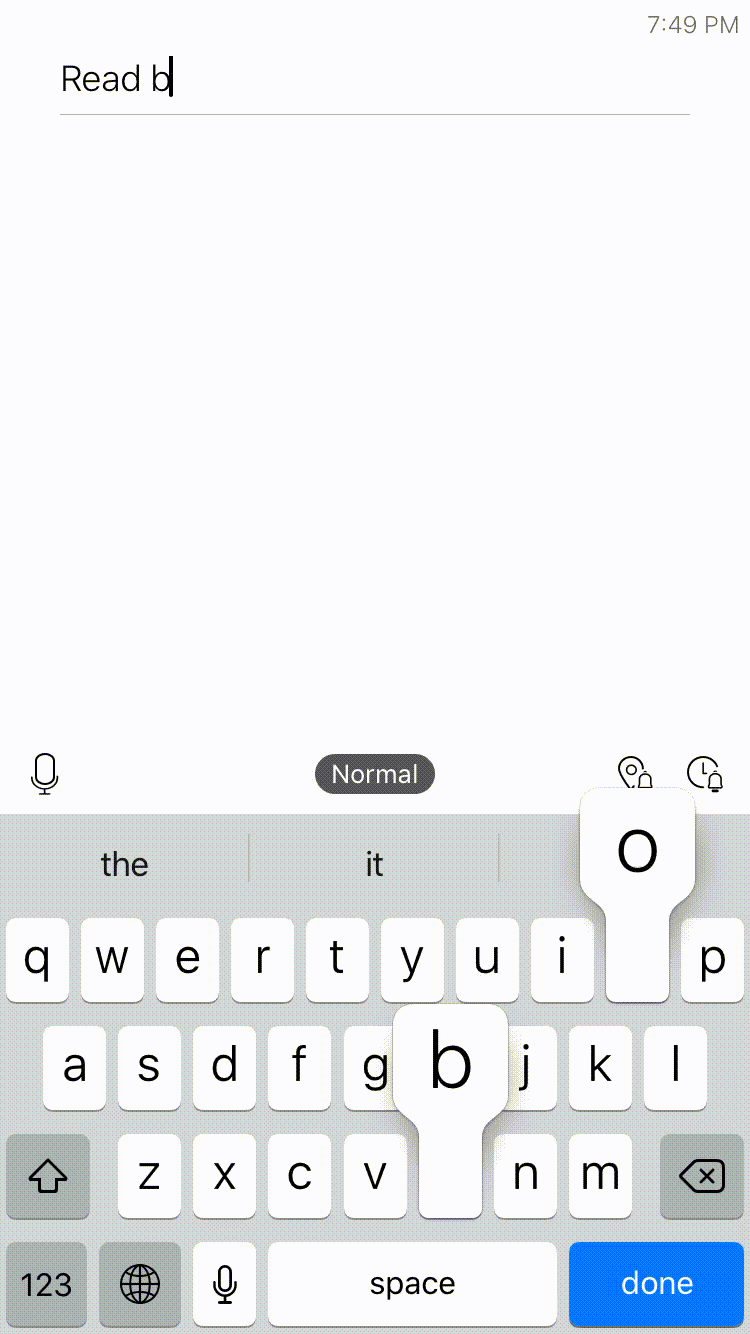 7:49 PM
Read b
Normal
the it
o
q w e r t y u i p
a s d f g b j k l
z x c v n m
123 space done